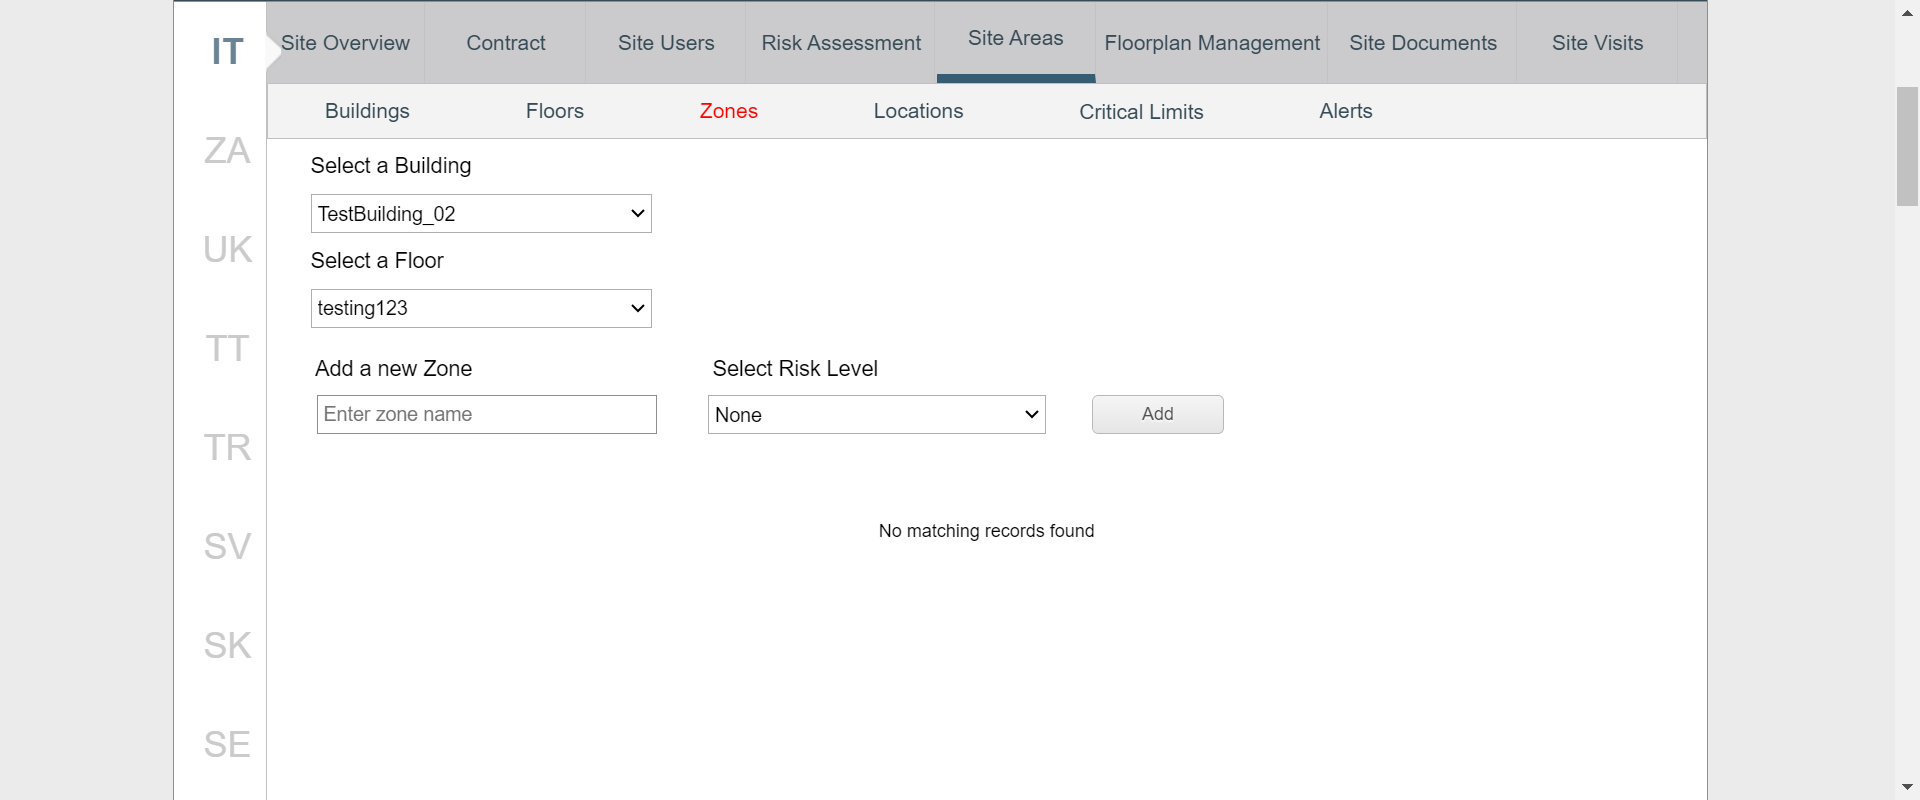 IT
Site Overview
Contract
Site Users
Risk Assessment
Site Areas
Floorplan Management
Site Documents
Site Visits
Buildings
Floors
Zones
Locations
Critical Limits
Alerts
ZA
UK
TT
TR
SV
SK
SE
Select a Building
TestBuilding_02
Select a Floor
testing123
Add a new Zone
Select Risk Level
Enter zone name
None
Add
No matching records found